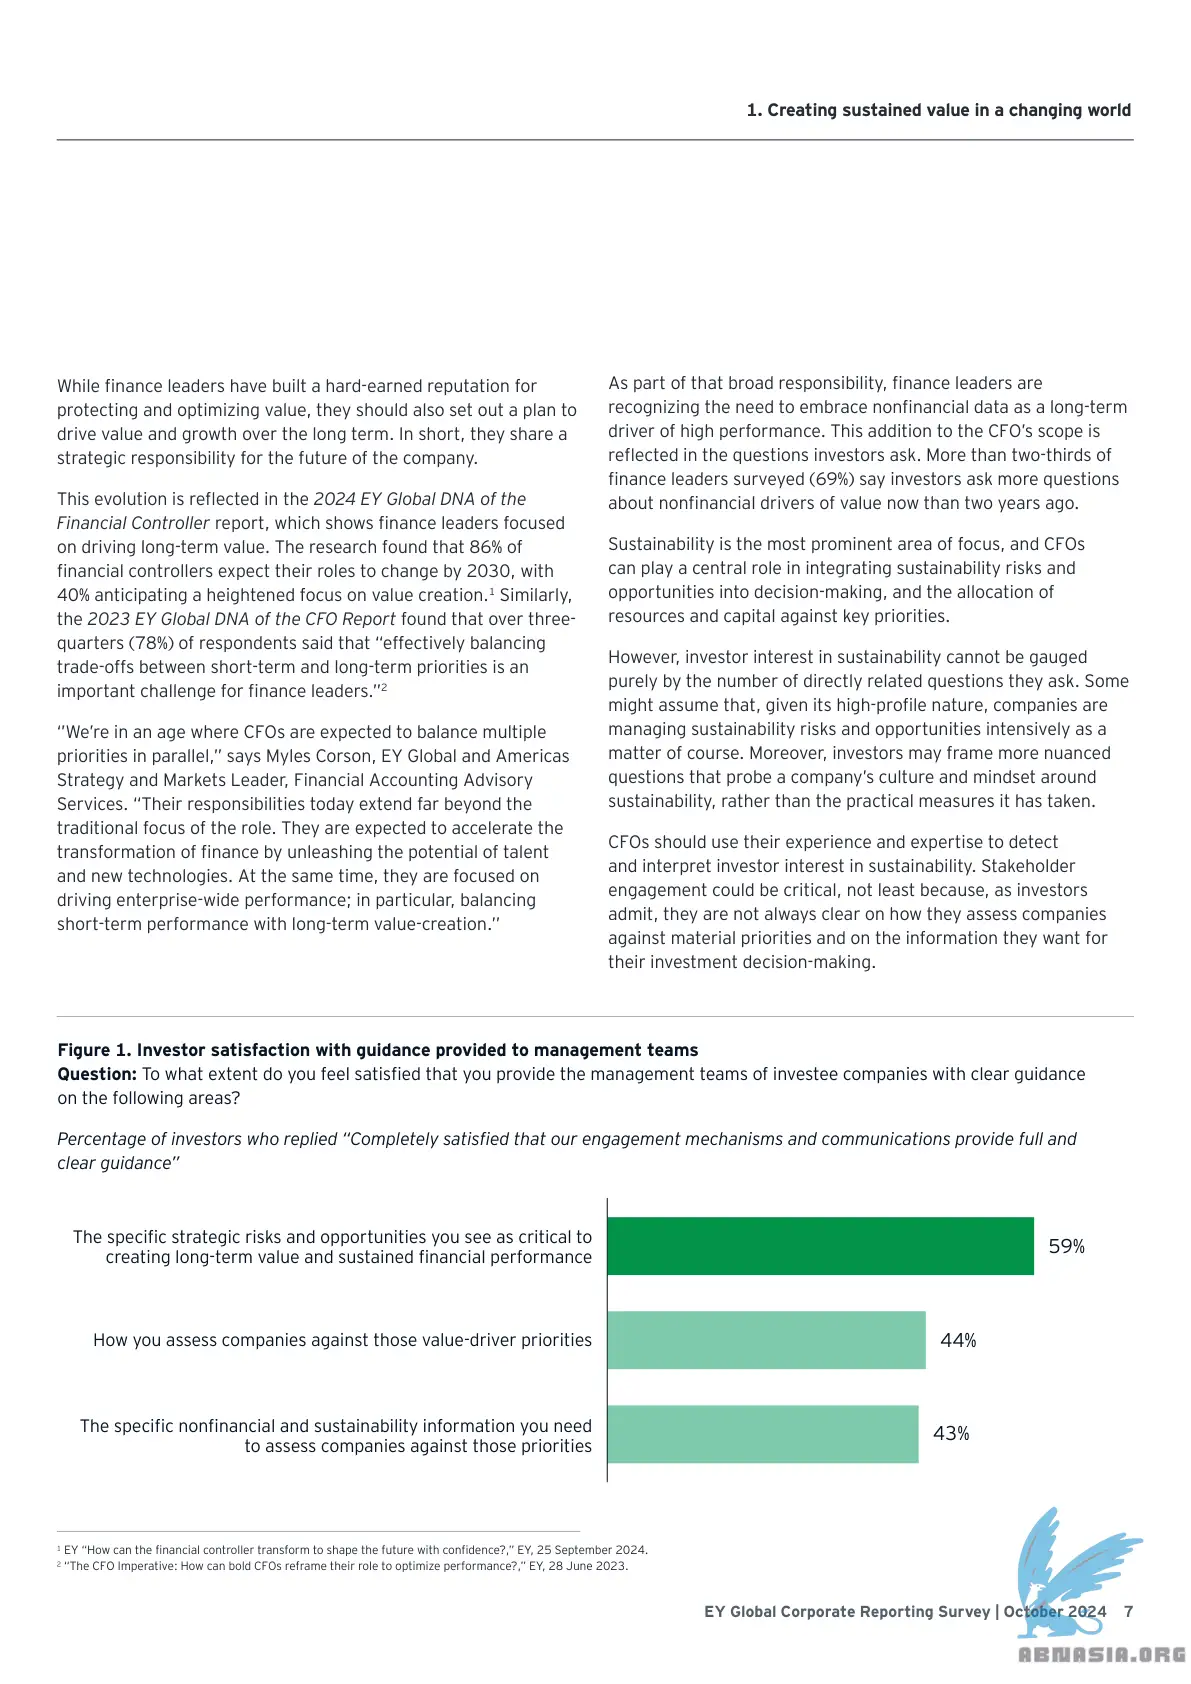 1. Creating sustained value in a changing world
While finance leaders have built a hard-earned reputation for
protecting and optimizing value, they should also set out a plan to
drive value and growth over the long term. In short, they share a
strategic responsibility for the future of the company.
This evolution is reflected in the 2024 EY Global DNA of the
Financial Controller report, which shows finance leaders focused
on driving long-term value. The research found that 86% of
financial controllers expect their roles to change by 2030, with
40% anticipating a heightened focus on value creation.¹ Similarly,
the 2023 EY Global DNA of the CFO Report found that over three-
quarters (78%) of respondents said that “effectively balancing
trade-offs between short-term and long-term priorities is an
important challenge for finance leaders.”²
“We’re in an age where CFOs are expected to balance multiple
priorities in parallel,” says Myles Corson, EY Global and Americas
Strategy and Markets Leader, Financial Accounting Advisory
Services. “Their responsibilities today extend far beyond the
traditional focus of the role. They are expected to accelerate the
transformation of finance by unleashing the potential of talent
and new technologies. At the same time, they are focused on
driving enterprise-wide performance; in particular, balancing
short-term performance with long-term value-creation.”
As part of that broad responsibility, finance leaders are
recognizing the need to embrace nonfinancial data as a long-term
driver of high performance. This addition to the CFO’s scope is
reflected in the questions investors ask. More than two-thirds of
finance leaders surveyed (69%) say investors ask more questions
about nonfinancial drivers of value now than two years ago.
Sustainability is the most prominent area of focus, and CFOs
can play a central role in integrating sustainability risks and
opportunities into decision-making, and the allocation of
resources and capital against key priorities.
However, investor interest in sustainability cannot be gauged
purely by the number of directly related questions they ask. Some
might assume that, given its high-profile nature, companies are
managing sustainability risks and opportunities intensively as a
matter of course. Moreover, investors may frame more nuanced
questions that probe a company’s culture and mindset around
sustainability, rather than the practical measures it has taken.
CFOs should use their experience and expertise to detect
and interpret investor interest in sustainability. Stakeholder
engagement could be critical, not least because, as investors
admit, they are not always clear on how they assess companies
against material priorities and on the information they want for
their investment decision-making.
Figure 1. Investor satisfaction with guidance provided to management teams
Question: To what extent do you feel satisfied that you provide the management teams of investee companies with clear guidance
on the following areas?
Percentage of investors who replied “Completely satisfied that our engagement mechanisms and communications provide full and
clear guidance”
The specific strategic risks and opportunities you see as critical to
creating long-term value and sustained financial performance
59%
How you assess companies against those value-driver priorities
44%
The specific nonfinancial and sustainability information you need
to assess companies against those priorities
43%
¹ EY “How can the financial controller transform to shape the future with confidence?,” EY, 25 September 2024.
² “The CFO Imperative: How can bold CFOs reframe their role to optimize performance?,” EY, 28 June 2023.
EY Global Corporate Reporting Survey | October 2024 7
ABNASIA.ORG